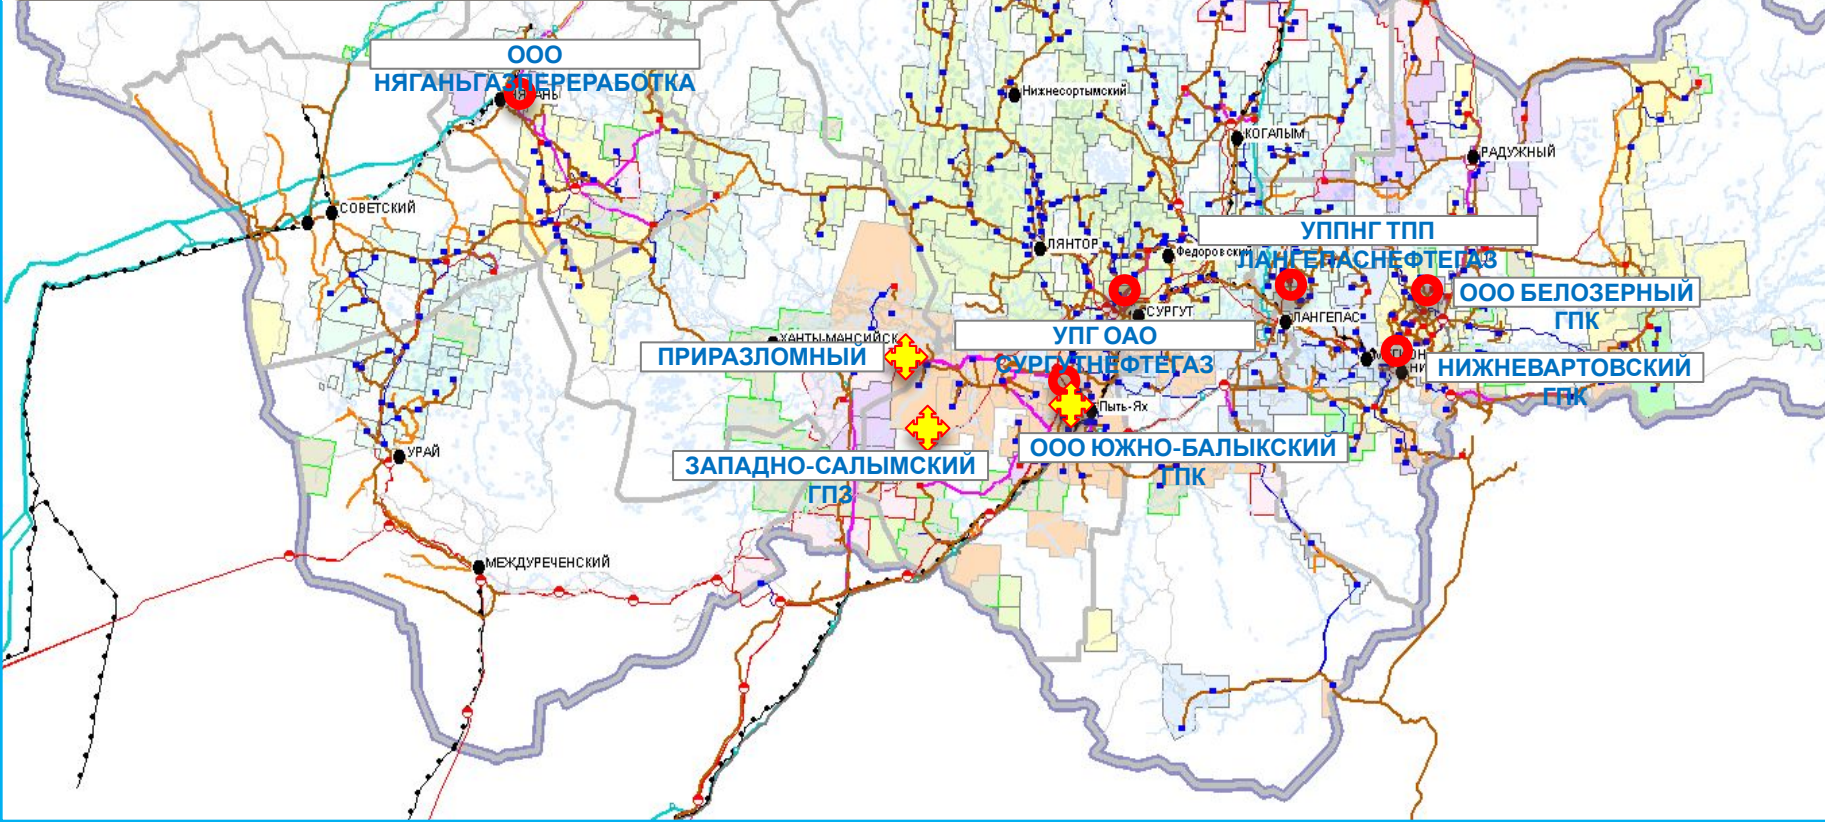 ООО
НЯГАНЬГАЗПЕРЕРАБОТКА
Нижнесортымский
КОГАЛЫМ
РАДУЖНЫЙ
СОВЕТСКИЙ
УППНГ ТПП
ЛАНГЕПАСНЕФТЕГАЗ
ЛЯНТОР
Федоровский
ООО БЕЛОЗЕРНЫЙ
ГПК
СУРГУТ
ЛАНГЕПАС
ХАНТЫ-МАНСИЙСК
УПГ ОАО
СУРГУТНЕФТЕГАЗ
ПРИРАЗЛОМНЫЙ
НИЖНЕВАРТОВСКИЙ
ГПК
Пыть-Ях
ООО ЮЖНО-БАЛЫКСКИЙ
ГПК
УРАЙ
ЗАПАДНО-САЛЫМСКИЙ
ГПЗ
МЕЖДУРЕЧЕНСКИЙ